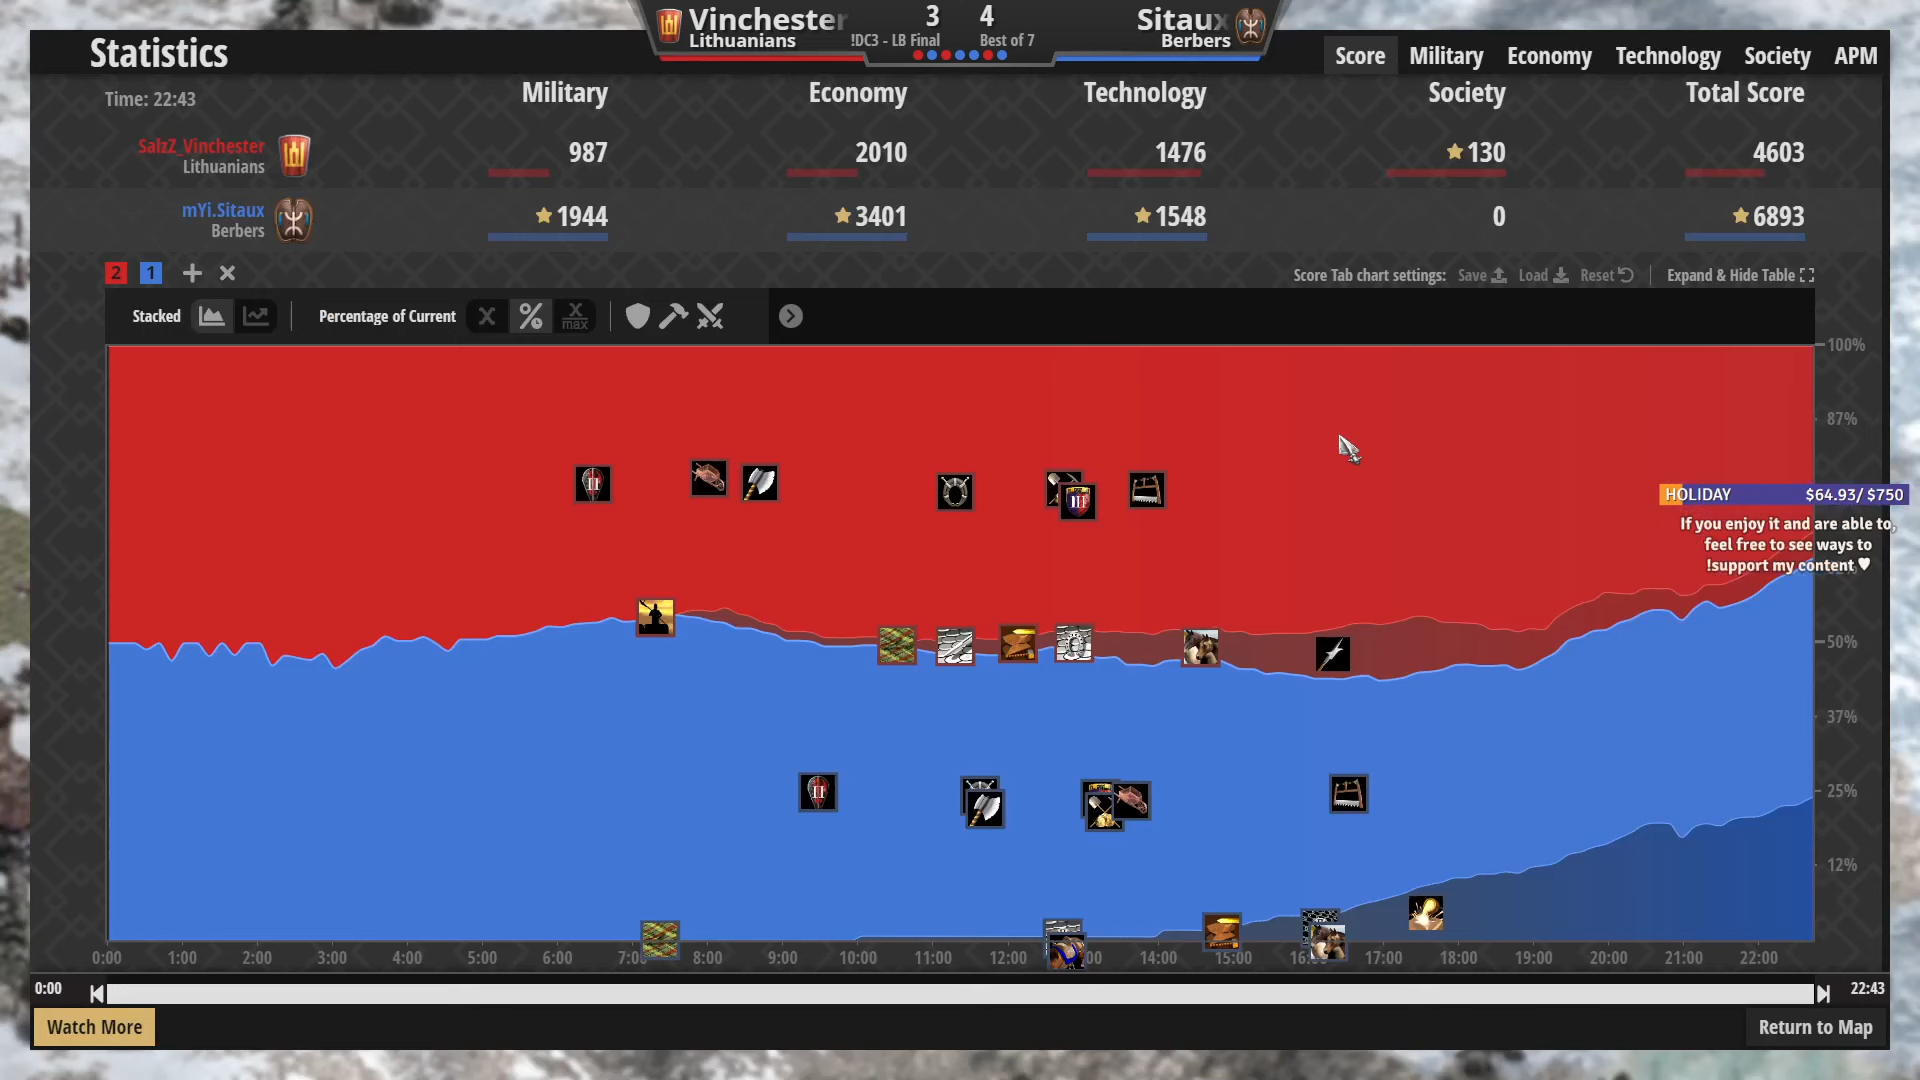 Vinchester
Lithuanians
3 4
!DC3 - LB Final Best of 7
Sitaux
Berbers
Statistics
Score Military Economy Technology Society APM
Time: 22:43
Military Economy Technology Society Total Score
SalzZ_Vinchester
Lithuanians
987 2010 1476 130 4603
mYi.Sitaux
Berbers
1944 3401 1548 0 6893
2 1
Score Tab chart settings: Save Load Reset Expand & Hide Table
Stacked Percentage of Current X % X max
100%
87%
HOLIDAY $64.93/ $750
If you enjoy it and are able to,
feel free to see ways to
!support my content ♥
50%
37%
25%
12%
0:00 1:00 2:00 3:00 4:00 5:00 6:00 8:00 9:00 10:00 11:00 12:00 14:00 15:00 17:00 18:00 19:00 20:00 21:00 22:00
0:00 22:43
Watch More Return to Map